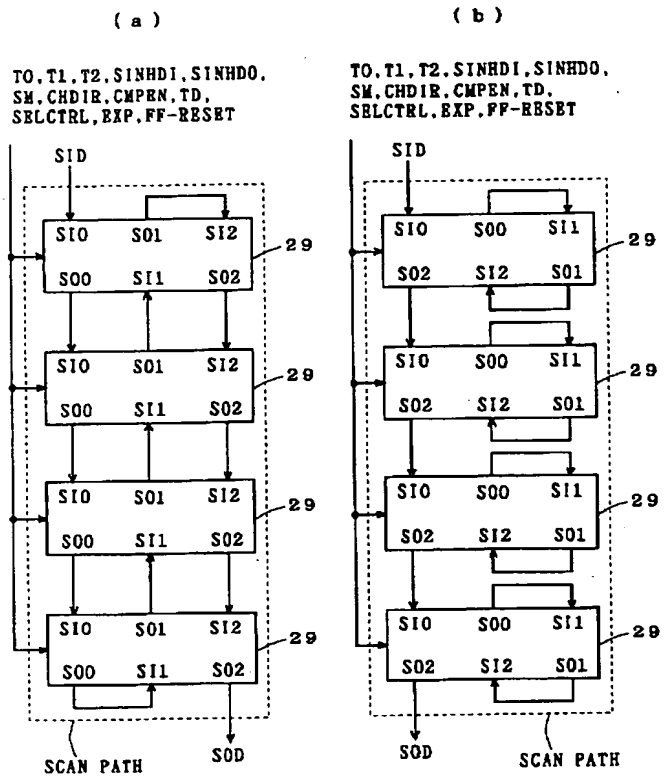 ( a )
TO, T1, T2, SINHDI, SINHDO,
SM, CHDIR, CMPEN, TD,
SELCTRL, EXP, FF-RESET
SID
SI0 SO1 SI2
SO0 SI1 SO2
29
SI0 SO1 SI2
SO0 SI1 SO2
29
SI0 SO1 SI2
SO0 SI1 SO2
29
SI0 SO1 SI2
SO0 SI1 SO2
29
SCAN PATH
SOD
( b )
TO, T1, T2, SINHDI, SINHDO,
SM, CHDIR, CMPEN, TD,
SELCTRL, EXP, FF-RESET
SID
SI0 SO0 SI1
SO2 SI2 SO1
29
SI0 SO0 SI1
SO2 SI2 SO1
29
SI0 SO0 SI1
SO2 SI2 SO1
29
SI0 SO0 SI1
SO2 SI2 SO1
29
SOD
SCAN PATH